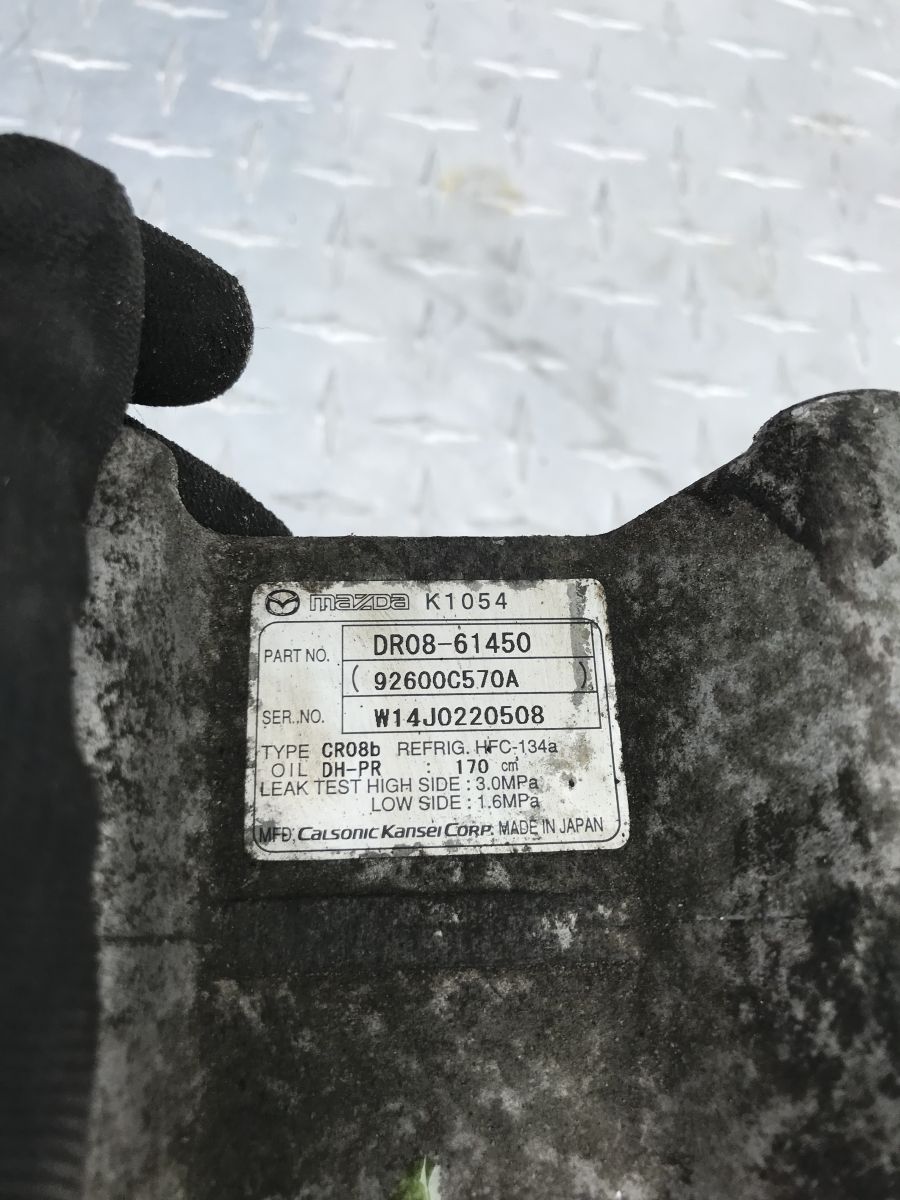 mazda K1054
PART NO. DR08-61450
( 92600C570A )
SER. NO. W14J0220508
TYPE CR08b REFRIG. HFC-134a
OIL DH-PR : 170 cm³
LEAK TEST HIGH SIDE : 3.0MPa
LOW SIDE : 1.6MPa
MFD. CALSONIC KANSEI CORP. MADE IN JAPAN